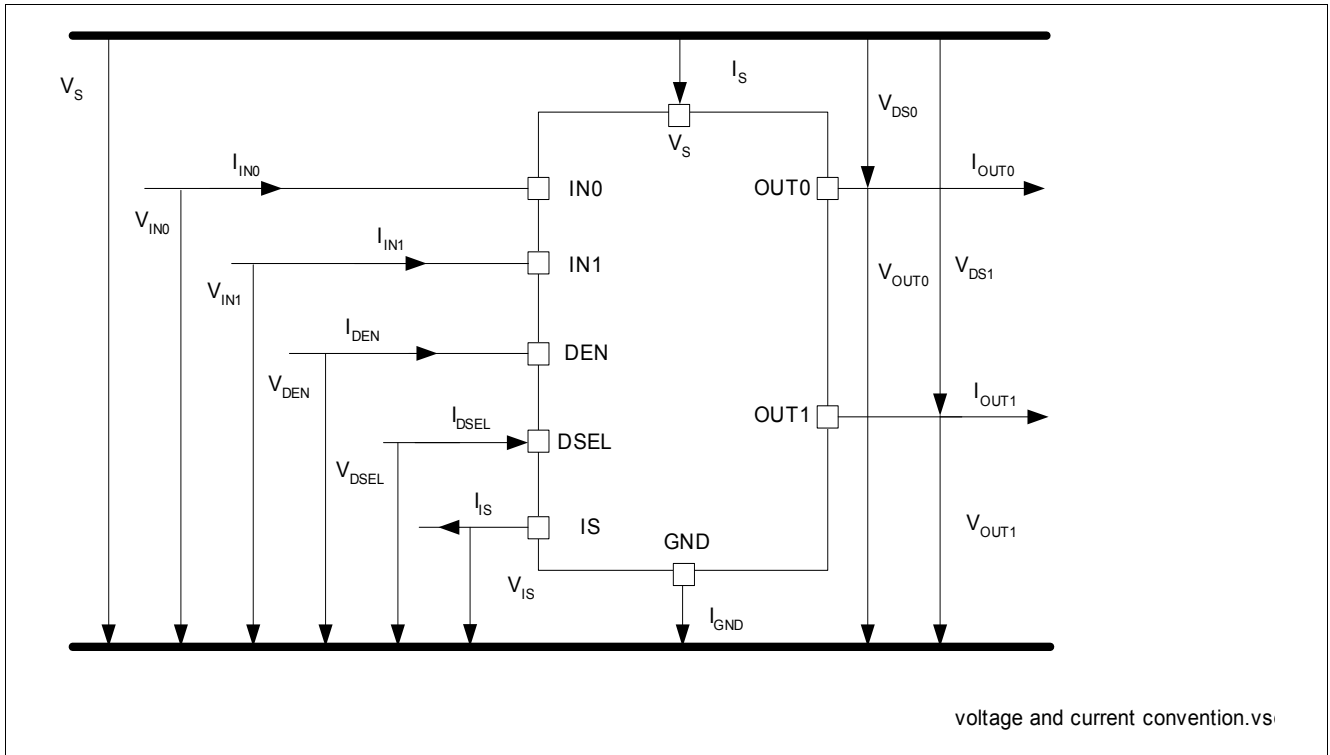 I_S
V_S
V_DS0
V_S
I_IN0
I_OUT0
IN0
OUT0
V_IN0
I_IN1
IN1
V_IN1
V_OUT0
V_DS1
I_DEN
DEN
V_DEN
I_OUT1
OUT1
I_DSEL
DSEL
V_DSEL
I_IS
IS
GND
V_OUT1
V_IS
I_GND
voltage and current convention.vs